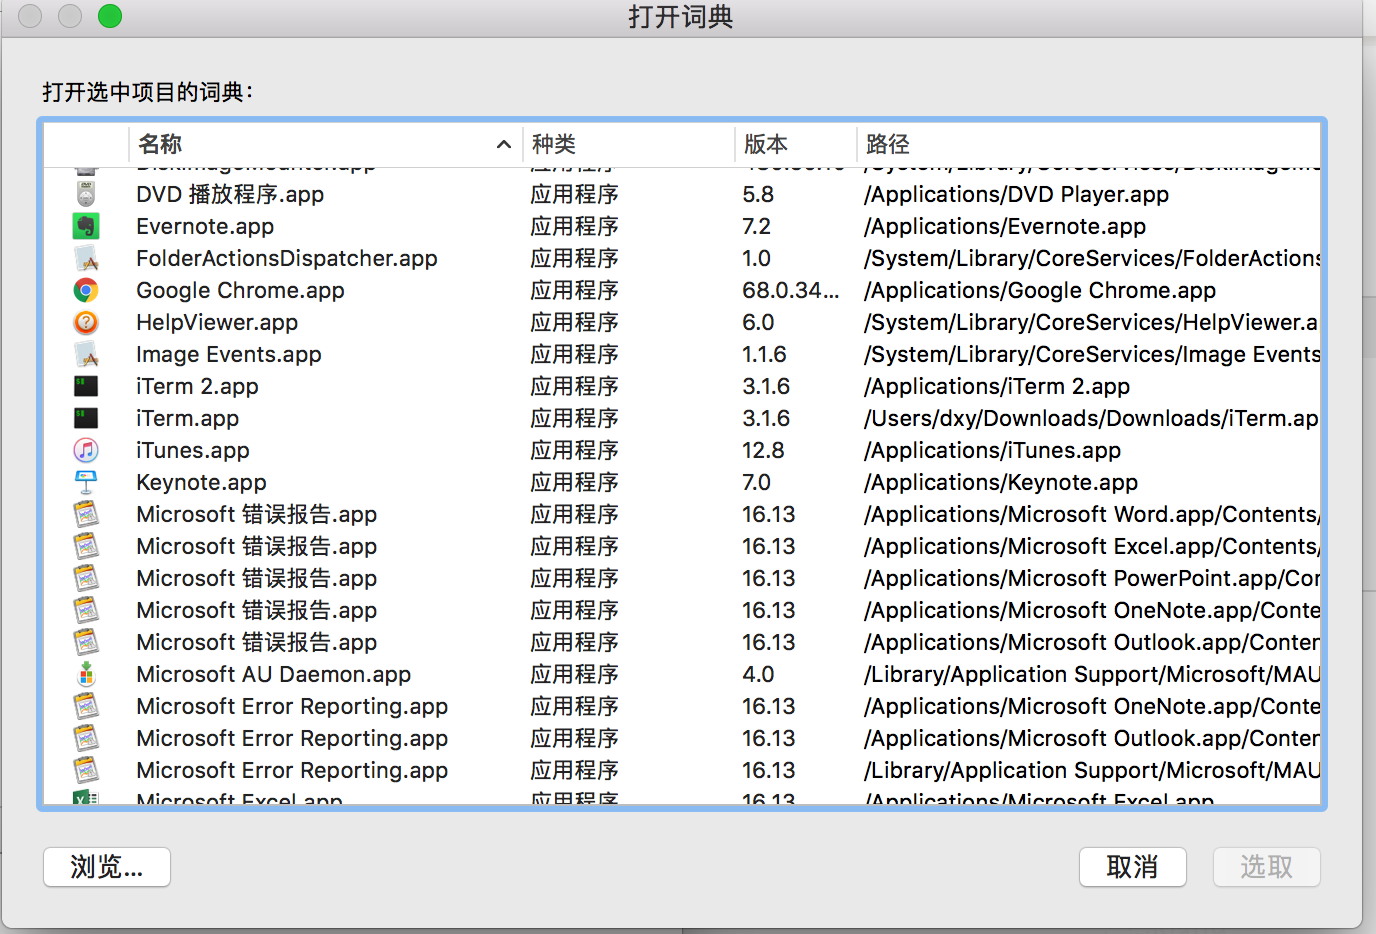 打开词典
打开选中项目的词典：
名称 种类 版本 路径
DiskImageMounter.app 应用程序 /System/Library/CoreServices/DiskImageMo
DVD 播放程序.app 应用程序 5.8 /Applications/DVD Player.app
Evernote.app 应用程序 7.2 /Applications/Evernote.app
FolderActionsDispatcher.app 应用程序 1.0 /System/Library/CoreServices/FolderActions
Google Chrome.app 应用程序 68.0.34... /Applications/Google Chrome.app
HelpViewer.app 应用程序 6.0 /System/Library/CoreServices/HelpViewer.a
Image Events.app 应用程序 1.1.6 /System/Library/CoreServices/Image Events
iTerm 2.app 应用程序 3.1.6 /Applications/iTerm 2.app
iTerm.app 应用程序 3.1.6 /Users/dxy/Downloads/Downloads/iTerm.ap
iTunes.app 应用程序 12.8 /Applications/iTunes.app
Keynote.app 应用程序 7.0 /Applications/Keynote.app
Microsoft 错误报告.app 应用程序 16.13 /Applications/Microsoft Word.app/Contents/
Microsoft 错误报告.app 应用程序 16.13 /Applications/Microsoft Excel.app/Contents/
Microsoft 错误报告.app 应用程序 16.13 /Applications/Microsoft PowerPoint.app/Cor
Microsoft 错误报告.app 应用程序 16.13 /Applications/Microsoft OneNote.app/Conte
Microsoft 错误报告.app 应用程序 16.13 /Applications/Microsoft Outlook.app/Conten
Microsoft AU Daemon.app 应用程序 4.0 /Library/Application Support/Microsoft/MAU
Microsoft Error Reporting.app 应用程序 16.13 /Applications/Microsoft OneNote.app/Conte
Microsoft Error Reporting.app 应用程序 16.13 /Applications/Microsoft Outlook.app/Conten
Microsoft Error Reporting.app 应用程序 16.13 /Library/Application Support/Microsoft/MAU
Microsoft Excel.app 应用程序 16.13 /Applications/Microsoft Excel.app
浏览... 取消 选取